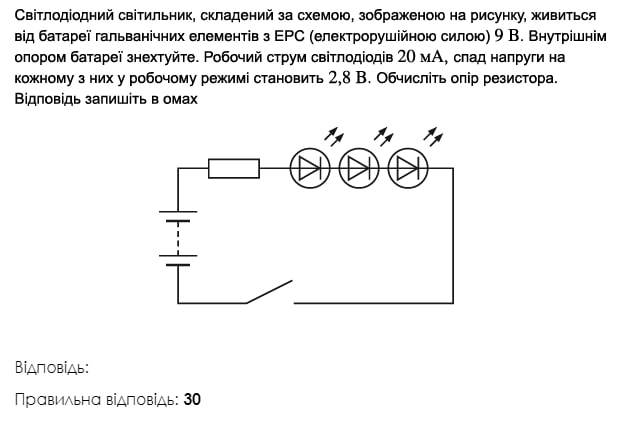 Світлодіодний світильник, складений за схемою, зображеною на рисунку, живиться
від батареї гальванічних елементів з ЕРС (електрорушійною силою) 9 В. Внутрішнім
опором батареї знехтуйте. Робочий струм світлодіодів 20 мА, спад напруги на
кожному з них у робочому режимі становить 2,8 В. Обчисліть опір резистора.
Відповідь запишіть в омах
Відповідь:
Правильна відповідь: 30